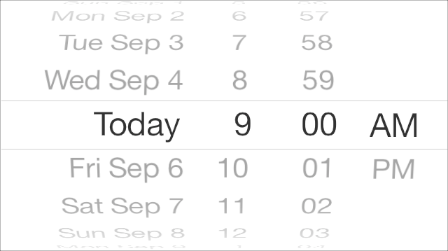 Mon Sep 2 6 57
Tue Sep 3 7 58
Wed Sep 4 8 59
Today 9 00 AM
Fri Sep 6 10 01 PM
Sat Sep 7 11 02
Sun Sep 8 12 03